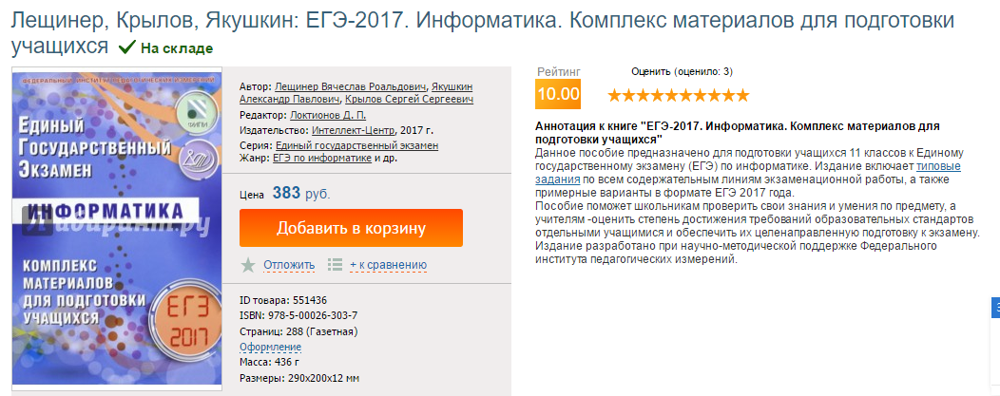 Лещинер, Крылов, Якушкин: ЕГЭ-2017. Информатика. Комплекс материалов для подготовки
учащихся На складе
ФЕДЕРАЛЬНЫЙ ИНСТИТУТ ПЕДАГОГИЧЕСКИХ ИЗМЕРЕНИЙ
ФИПИ
Единый
Государственный
Экзамен
ИНФОРМАТИКА
Лабиринт.ру
КОМПЛЕКС
МАТЕРИАЛОВ
ДЛЯ ПОДГОТОВКИ
УЧАЩИХСЯ
ЕГЭ
2017
Автор: Лещинер Вячеслав Роальдович, Якушкин
Александр Павлович, Крылов Сергей Сергеевич
Редактор: Локтионов Д. П.
Издательство: Интеллект-Центр, 2017 г.
Серия: Единый государственный экзамен
Жанр: ЕГЭ по информатике и др.
Цена 383 руб.
Добавить в корзину
Отложить + к сравнению
ID товара: 551436
ISBN: 978-5-00026-303-7
Страниц: 288 (Газетная)
Оформление
Масса: 436 г
Размеры: 290x200x12 мм
Рейтинг Оценить (оценило: 3)
10.00
Аннотация к книге "ЕГЭ-2017. Информатика. Комплекс материалов для
подготовки учащихся"
Данное пособие предназначено для подготовки учащихся 11 классов к Единому
государственному экзамену (ЕГЭ) по информатике. Издание включает типовые
задания по всем содержательным линиям экзаменационной работы, а также
примерные варианты в формате ЕГЭ 2017 года.
Пособие поможет школьникам проверить свои знания и умения по предмету, а
учителям -оценить степень достижения требований образовательных стандартов
отдельными учащимися и обеспечить их целенаправленную подготовку к экзамену.
Издание разработано при научно-методической поддержке Федерального
института педагогических измерений.